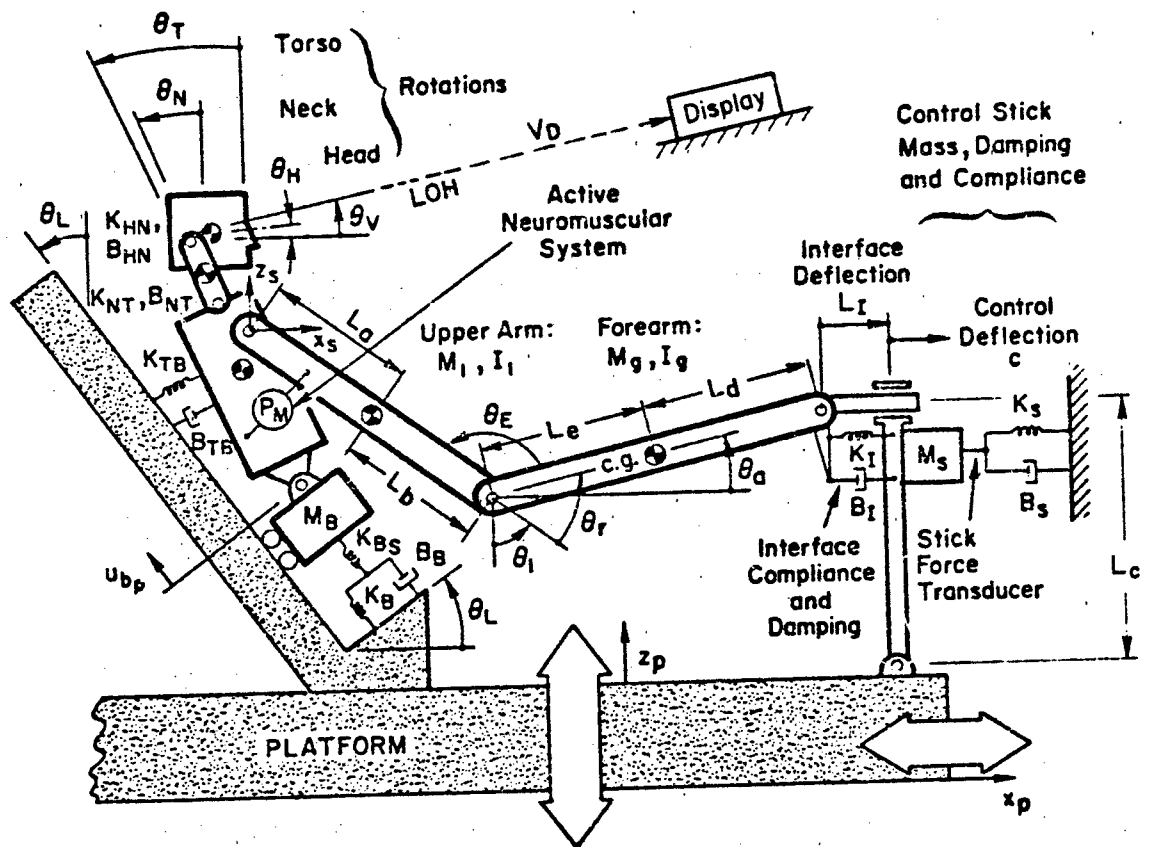 θT
Torso
θN
Neck
Rotations
Head
θH
VD
LOH
Display
θV
Control Stick
Mass, Damping
and Compliance
Active
Neuromuscular
System
θL
KHN,
BHN
KNT, BNT
zS
xS
La
Interface
Deflection
LI
Control
Deflection
c
Upper Arm:
M1, I1
Forearm:
Mg, Ig
KTB
BTB
PM
θE
Le
Ld
c.g.
θa
KI
BI
MS
KS
BS
Lb
θr
θ1
MB
KBS
BB
KB
θL
ubp
Interface
Compliance
and
Damping
Stick
Force
Transducer
Lc
zp
PLATFORM
xp